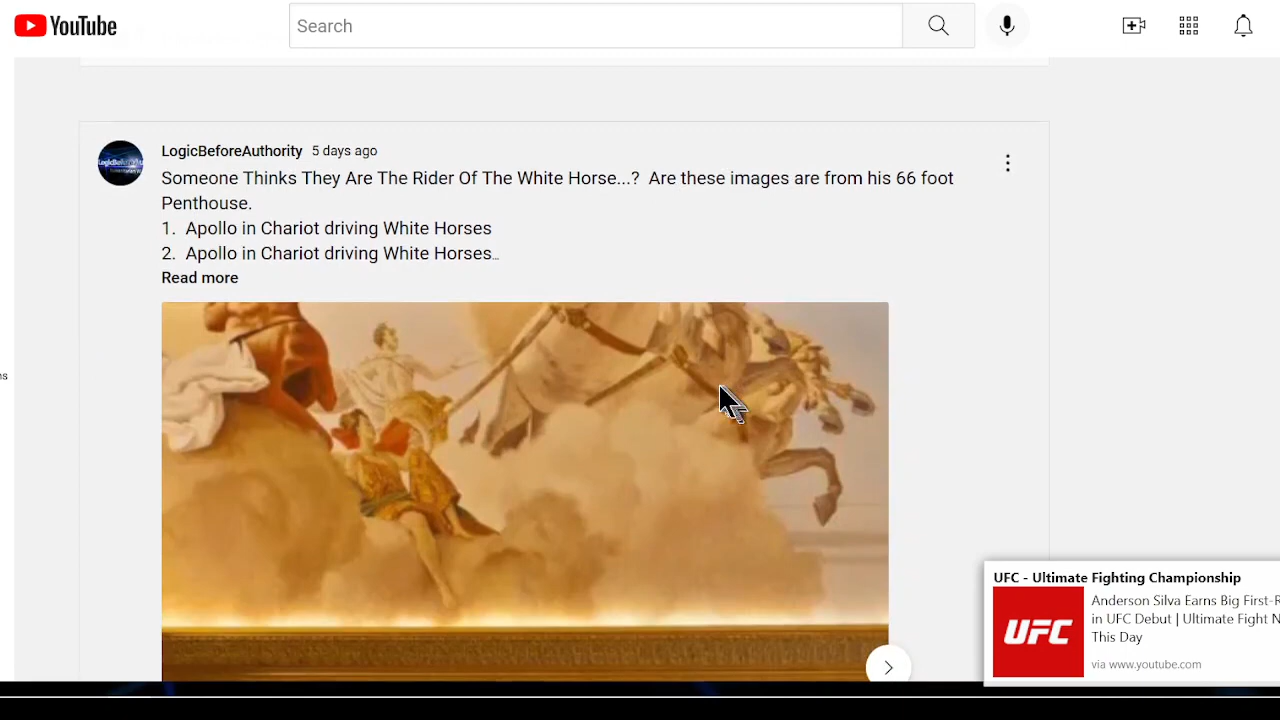 YouTube
Search
LogicBeforeAuthority 5 days ago
Someone Thinks They Are The Rider Of The White Horse...?  Are these images are from his 66 foot
Penthouse.
1.  Apollo in Chariot driving White Horses
2.  Apollo in Chariot driving White Horses...
Read more
UFC - Ultimate Fighting Championship
UFC
Anderson Silva Earns Big First-R
in UFC Debut | Ultimate Fight N
This Day
via www.youtube.com